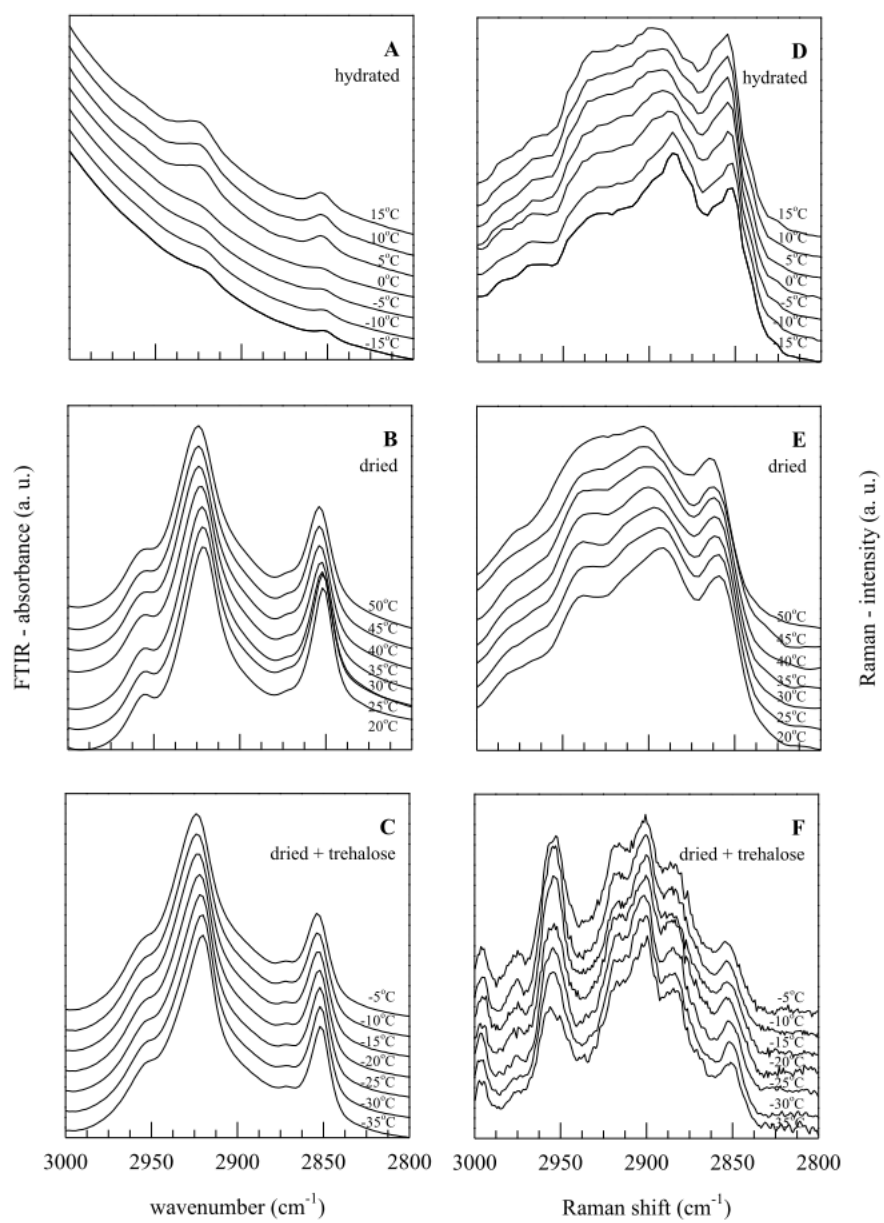 A
hydrated
15°C
10°C
5°C
0°C
-5°C
-10°C
-15°C
D
hydrated
15°C
10°C
5°C
0°C
-5°C
-10°C
-15°C
FTIR - absorbance (a. u.)
B
dried
50°C
45°C
40°C
35°C
30°C
25°C
20°C
E
dried
50°C
45°C
40°C
35°C
30°C
25°C
20°C
Raman - intensity (a. u.)
C
dried + trehalose
-5°C
-10°C
-15°C
-20°C
-25°C
-30°C
-35°C
F
dried + trehalose
-5°C
-10°C
-15°C
-20°C
-25°C
-30°C
3000 2950 2900 2850 2800
3000 2950 2900 2850 2800
wavenumber (cm⁻¹)
Raman shift (cm⁻¹)